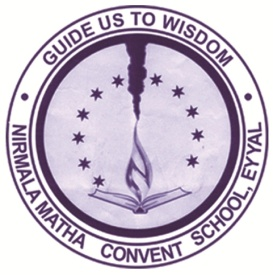 GUIDE US TO WISDOM
NIRMALA MATHA CONVENT SCHOOL, EYYAL